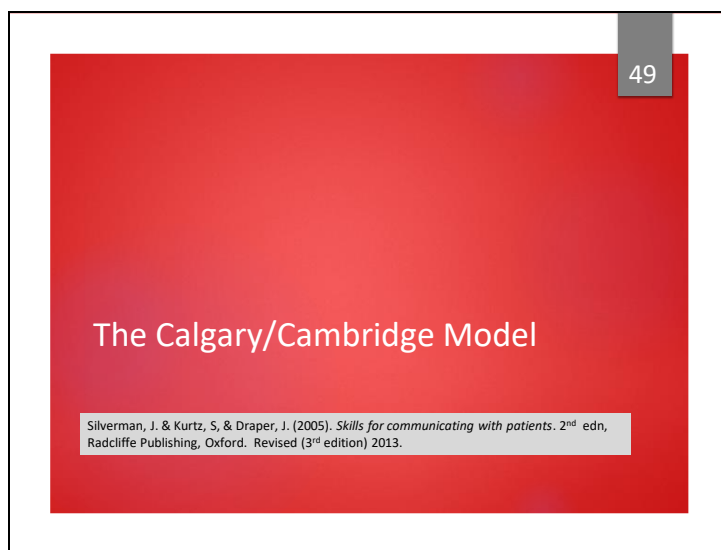 49
The Calgary/Cambridge Model
Silverman, J. & Kurtz, S, & Draper, J. (2005). Skills for communicating with patients. 2nd edn,
Radcliffe Publishing, Oxford. Revised (3rd edition) 2013.